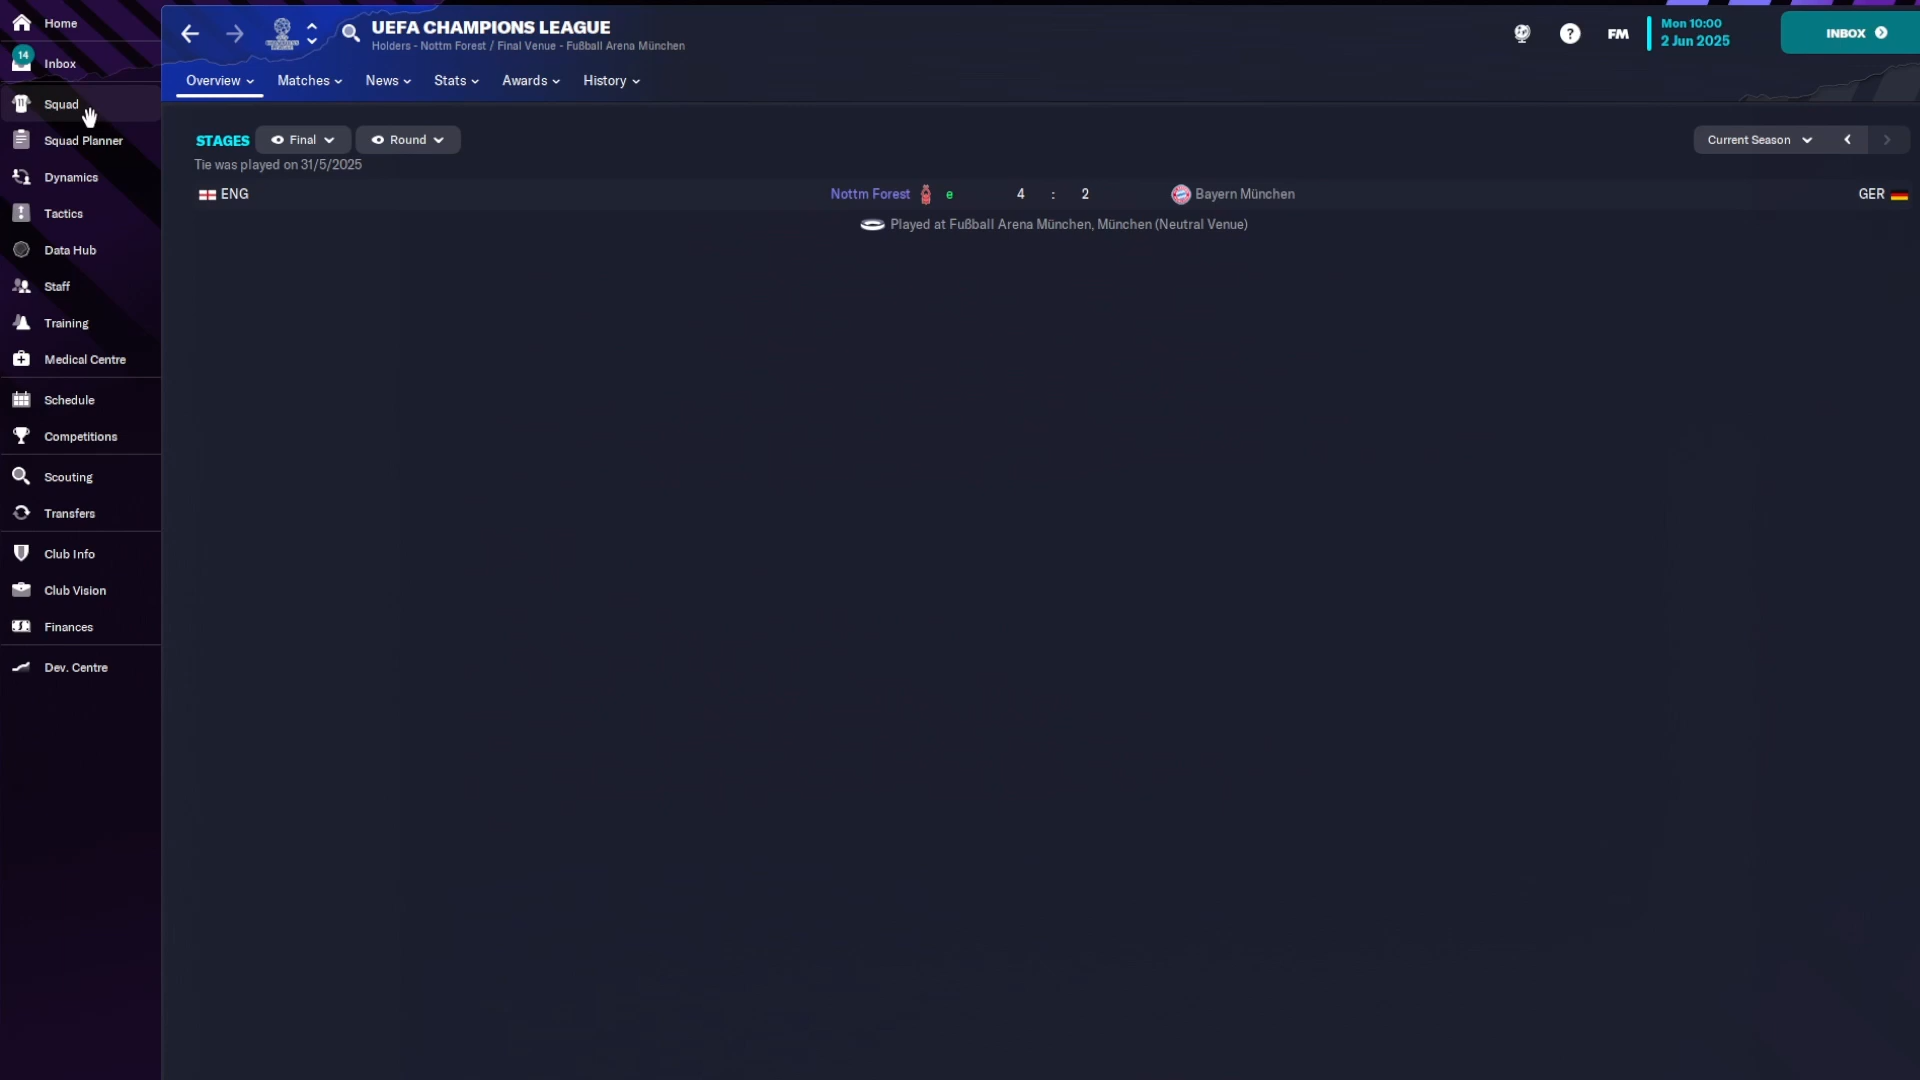 Home
14
Inbox
Squad
Squad Planner
Dynamics
Tactics
Data Hub
Staff
Training
Medical Centre
Schedule
Competitions
Scouting
Transfers
Club Info
Club Vision
Finances
Dev. Centre
UEFA CHAMPIONS LEAGUE
Holders - Nottm Forest / Final Venue - Fußball Arena München
? FM Mon 10:00
2 Jun 2025
INBOX
Overview Matches News Stats Awards History
STAGES Final Round Current Season
Tie was played on 31/5/2025
ENG Nottm Forest e 4 : 2 Bayern München GER
Played at Fußball Arena München, München (Neutral Venue)